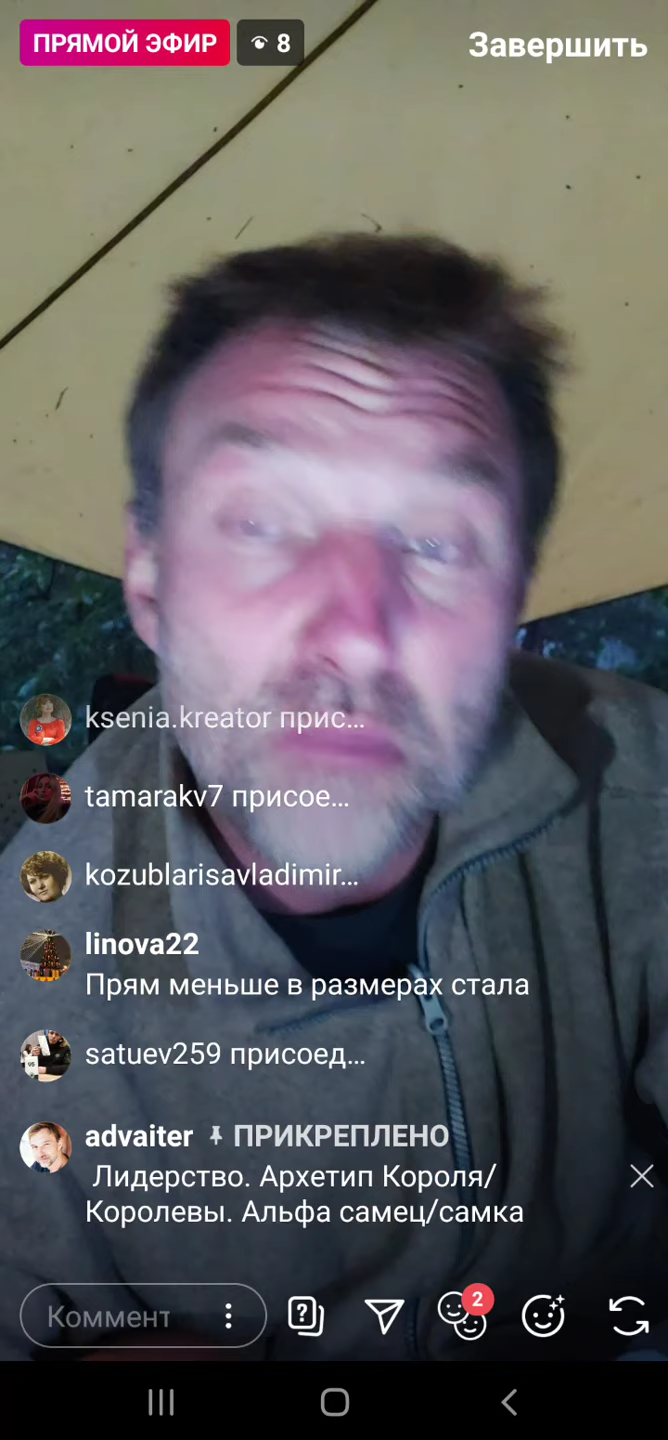 ПРЯМОЙ ЭФИР 8 Завершить
ksenia.kreator прис...
tamarakv7 присое...
kozublarisavladimir...
linova22
Прям меньше в размерах стала
satuev259 присоед...
advaiter ПРИКРЕПЛЕНО
Лидерство. Архетип Короля/
Королевы. Альфа самец/самка
Коммент 2